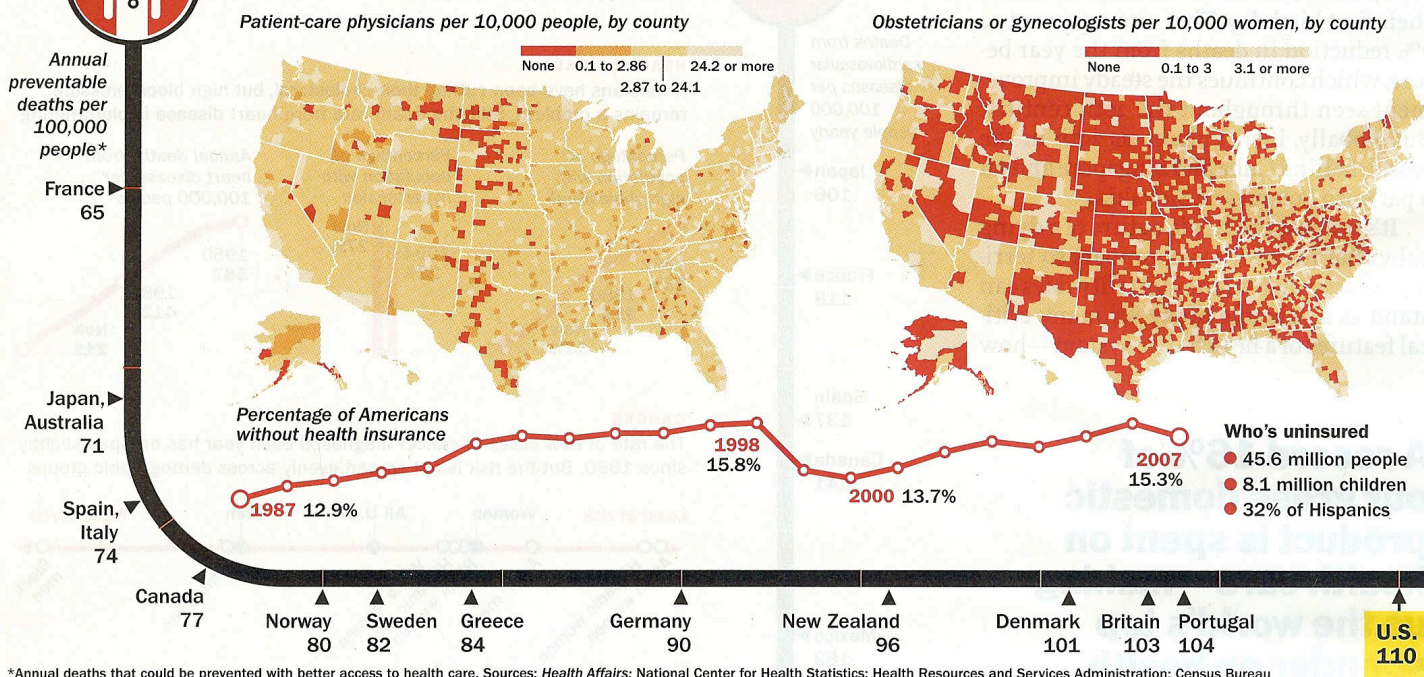 8
Annual
preventable
deaths per
100,000
people*
France
65
Japan,
Australia
71
Spain,
Italy
74
Canada
77
Norway
80
Sweden
82
Greece
84
Germany
90
New Zealand
96
Denmark
101
Britain
103
Portugal
104
U.S.
110
Patient-care physicians per 10,000 people, by county
None 0.1 to 2.86 24.2 or more
2.87 to 24.1
Obstetricians or gynecologists per 10,000 women, by county
None 0.1 to 3 3.1 or more
Percentage of Americans
without health insurance
1987 12.9%
1998
15.8%
2000 13.7%
2007
15.3%
Who's uninsured
45.6 million people
8.1 million children
32% of Hispanics
*Annual deaths that could be prevented with better access to health care. Sources: Health Affairs; National Center for Health Statistics; Health Resources and Services Administration; Census Bureau